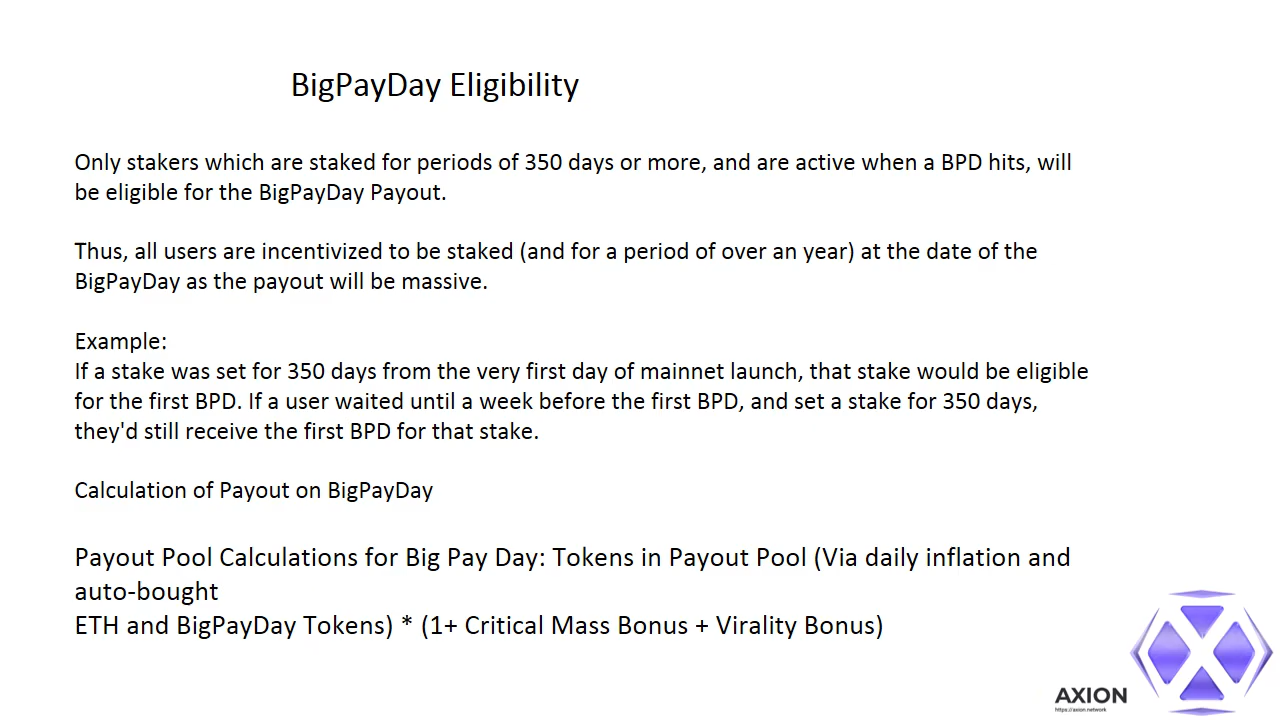 BigPayDay Eligibility
Only stakers which are staked for periods of 350 days or more, and are active when a BPD hits, will
be eligible for the BigPayDay Payout.
Thus, all users are incentivized to be staked (and for a period of over an year) at the date of the
BigPayDay as the payout will be massive.
Example:
If a stake was set for 350 days from the very first day of mainnet launch, that stake would be eligible
for the first BPD. If a user waited until a week before the first BPD, and set a stake for 350 days,
they'd still receive the first BPD for that stake.
Calculation of Payout on BigPayDay
Payout Pool Calculations for Big Pay Day: Tokens in Payout Pool (Via daily inflation and
auto-bought
ETH and BigPayDay Tokens) * (1+ Critical Mass Bonus + Virality Bonus)
AXION
https://axion.network